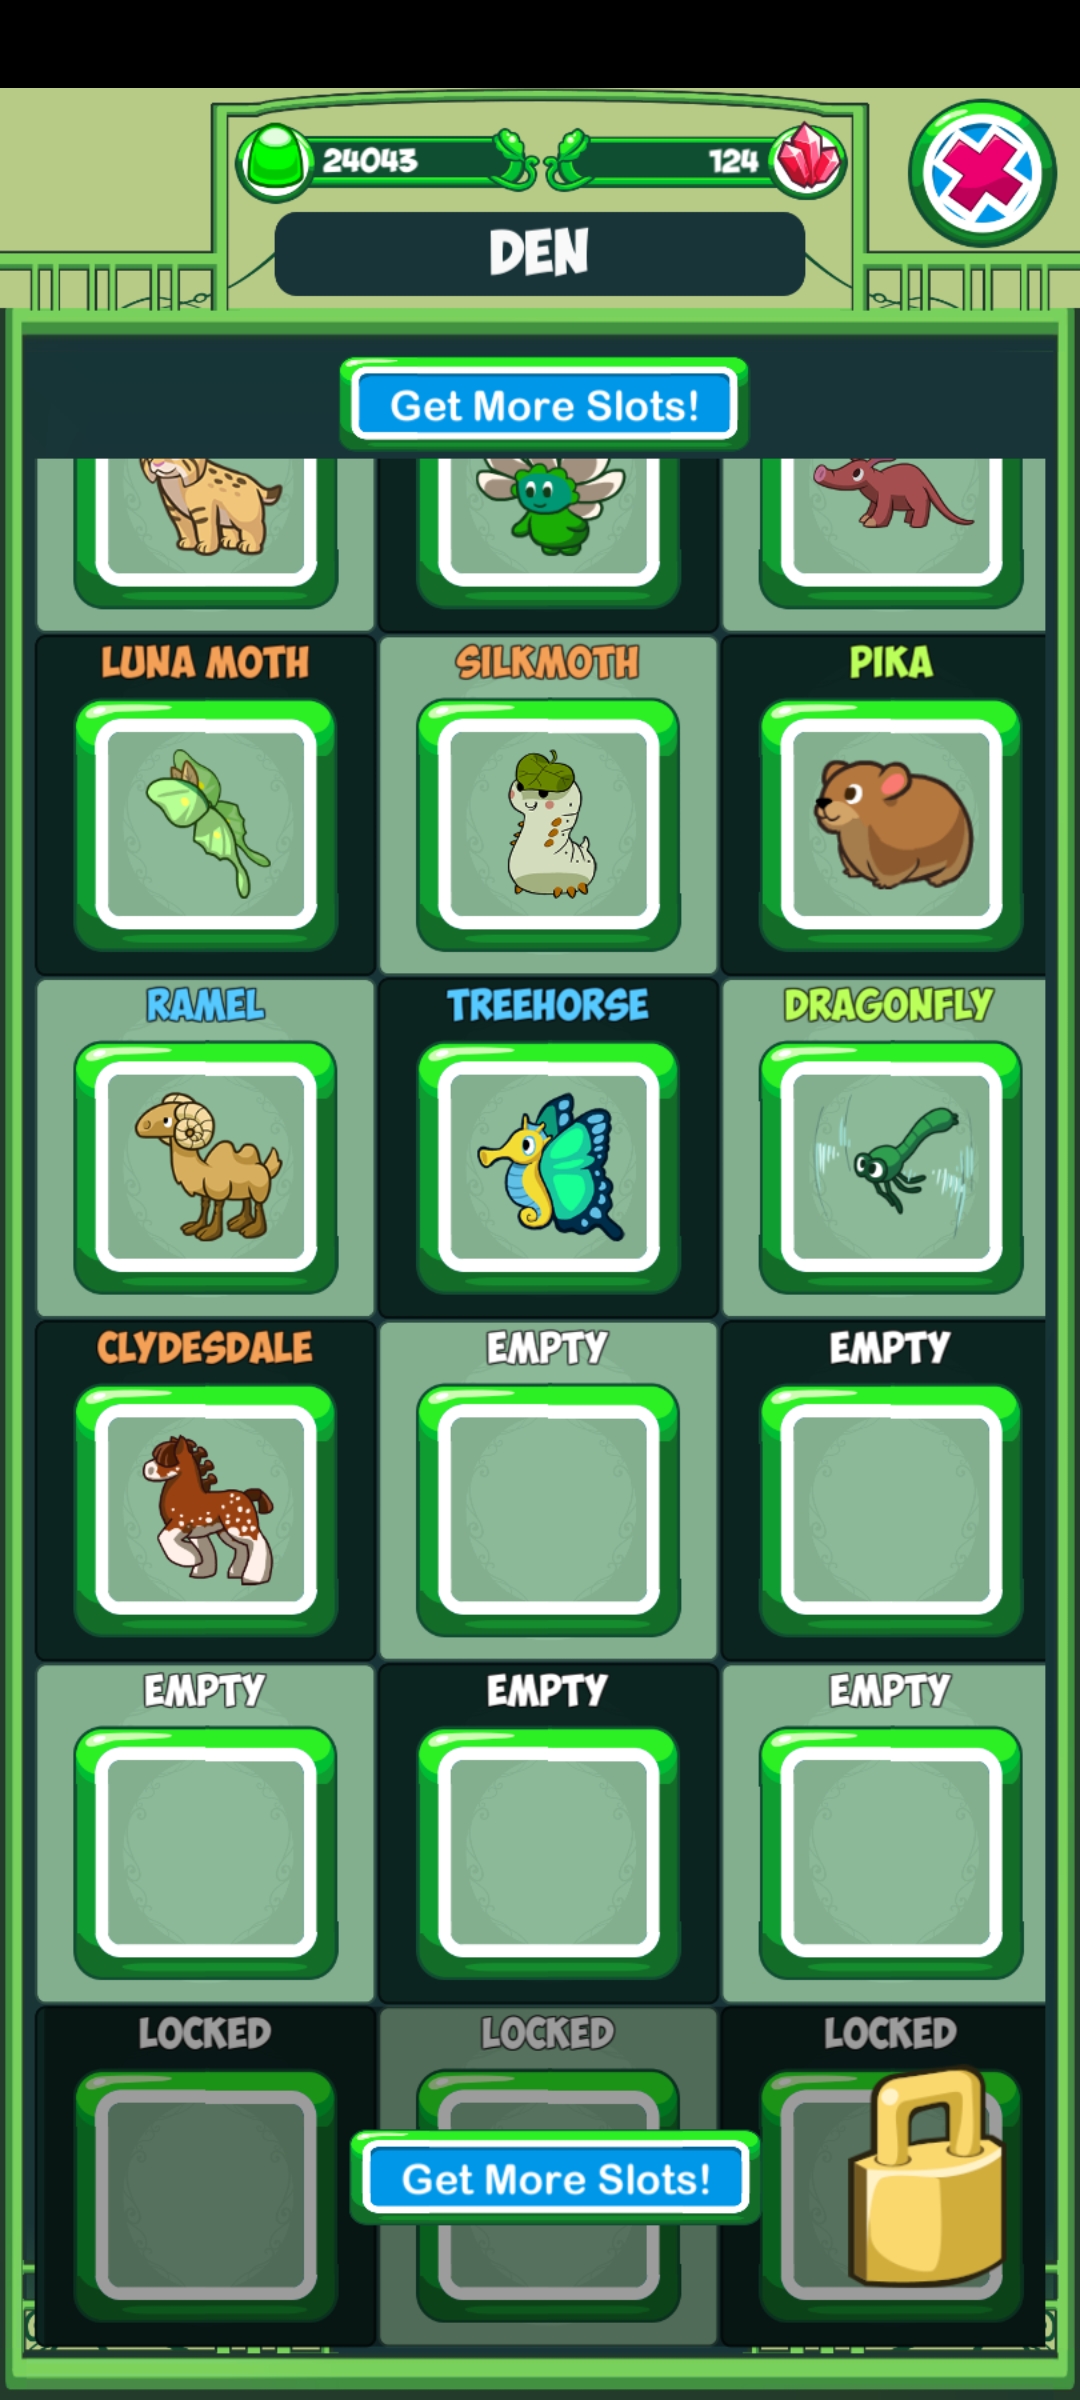 24043
124
DEN
Get More Slots!
LUNA MOTH
SILKMOTH
PIKA
RAMEL
TREEHORSE
DRAGONFLY
CLYDESDALE
EMPTY
EMPTY
EMPTY
EMPTY
EMPTY
LOCKED
LOCKED
LOCKED
Get More Slots!